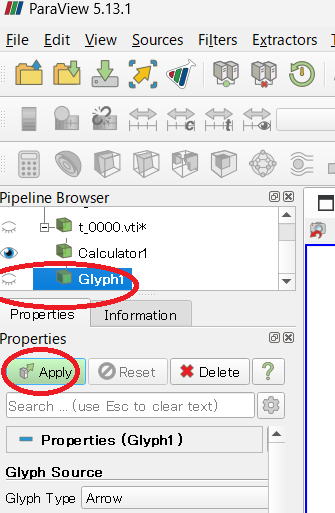 ParaView 5.13.1
File Edit View Sources Filters Extractors
Pipeline Browser
t_0000.vti*
Calculator1
Glyph1
Properties Information
Properties
Apply Reset Delete ?
Search ... (use Esc to clear text)
Properties (Glyph1)
Glyph Source
Glyph Type Arrow